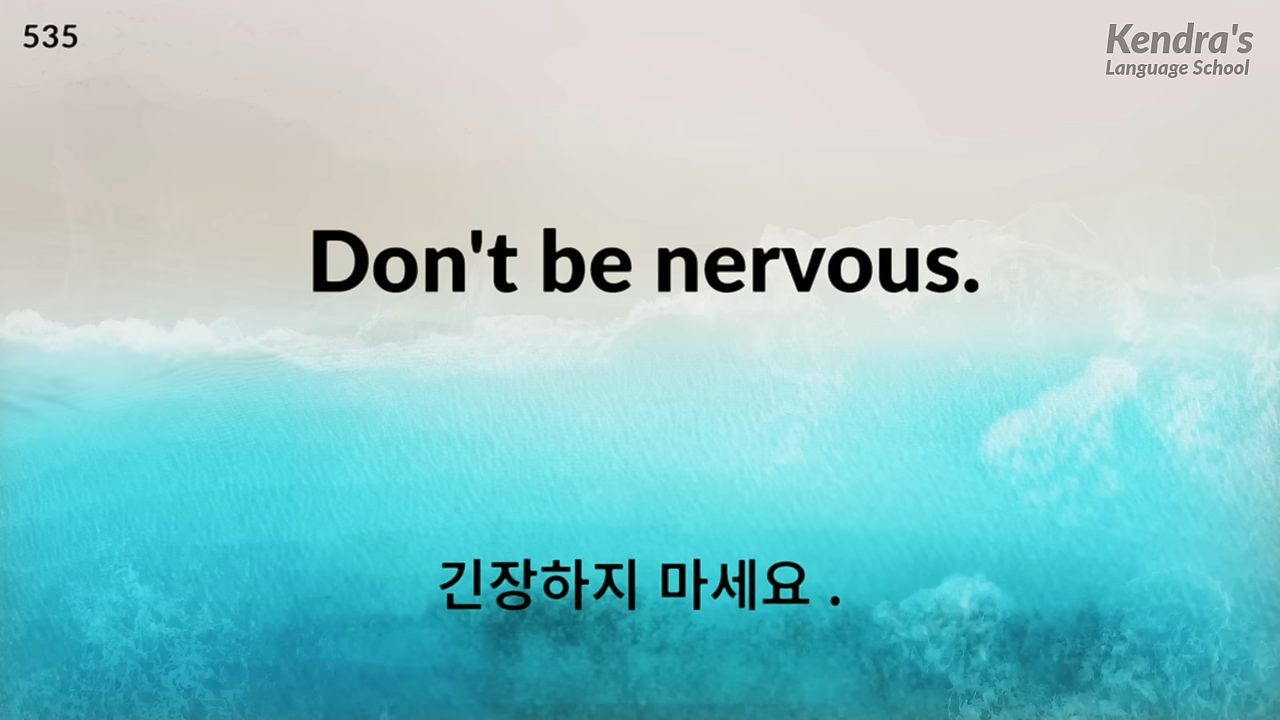 535
Kendra's
Language School
Don't be nervous.
긴장하지 마세요 .